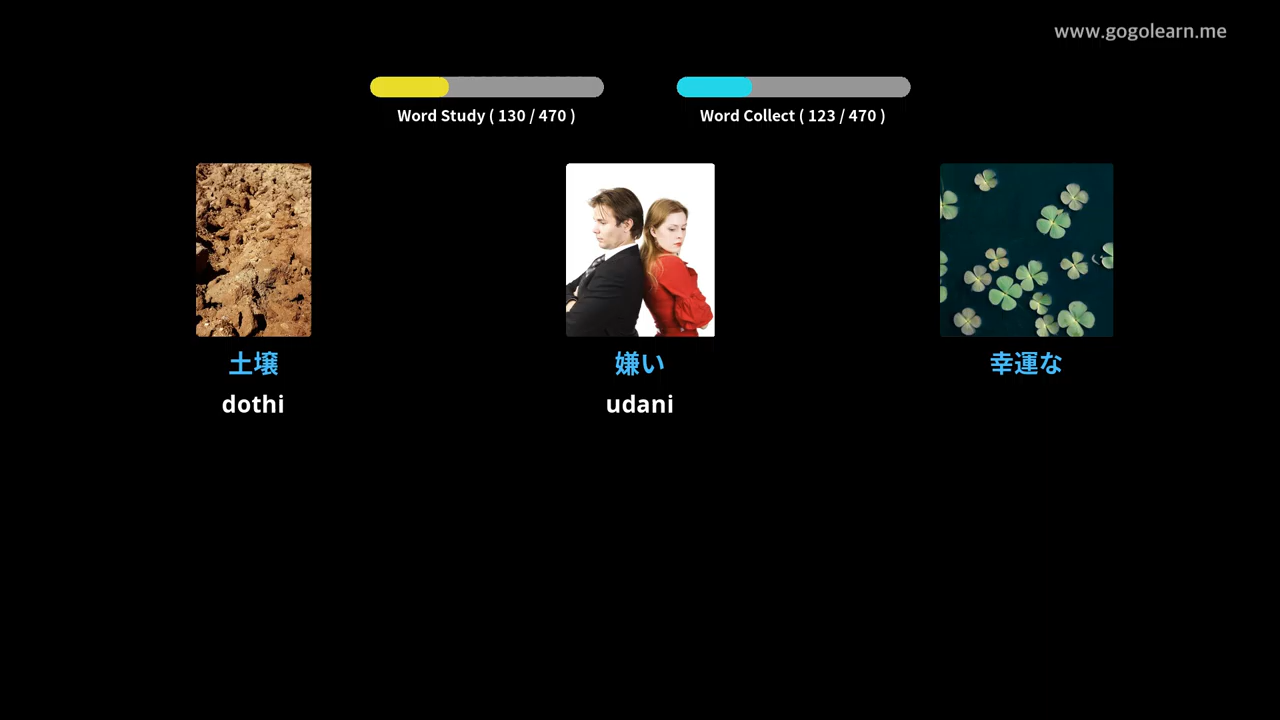 www.gogolearn.me
Word Study ( 130 / 470 )
Word Collect ( 123 / 470 )
土壌
嫌い
幸運な
dothi
udani